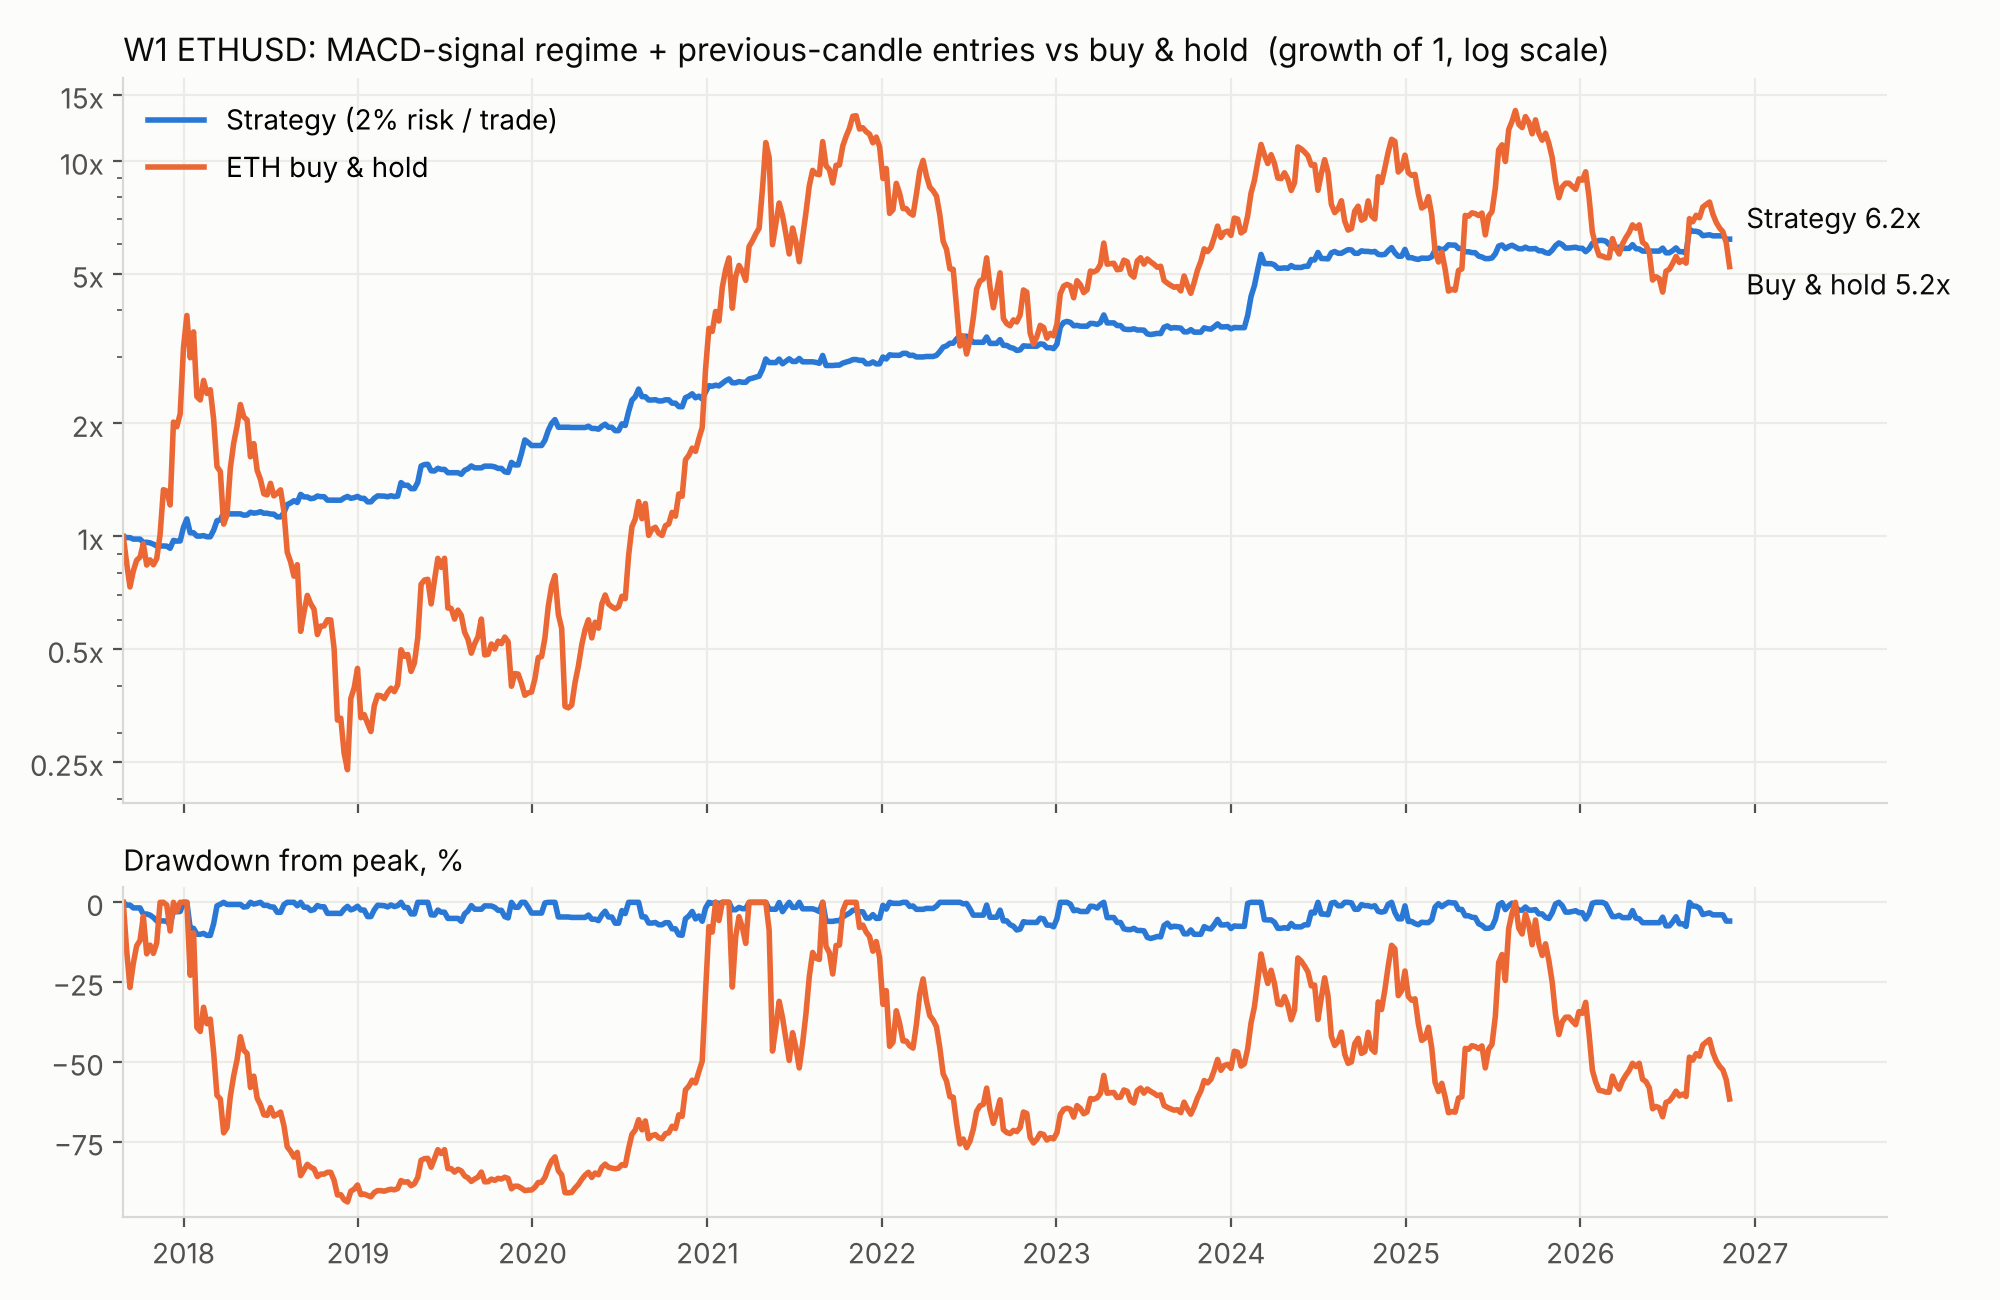 W1 ETHUSD: MACD-signal regime + previous-candle entries vs buy & hold  (growth of 1, log scale)
15x
Strategy (2% risk / trade)
10x
ETH buy & hold
Strategy 6.2x
5x
Buy & hold 5.2x
2x
1x
0.5x
0.25x
Drawdown from peak, %
0
−25
−50
−75
2018 2019 2020 2021 2022 2023 2024 2025 2026 2027